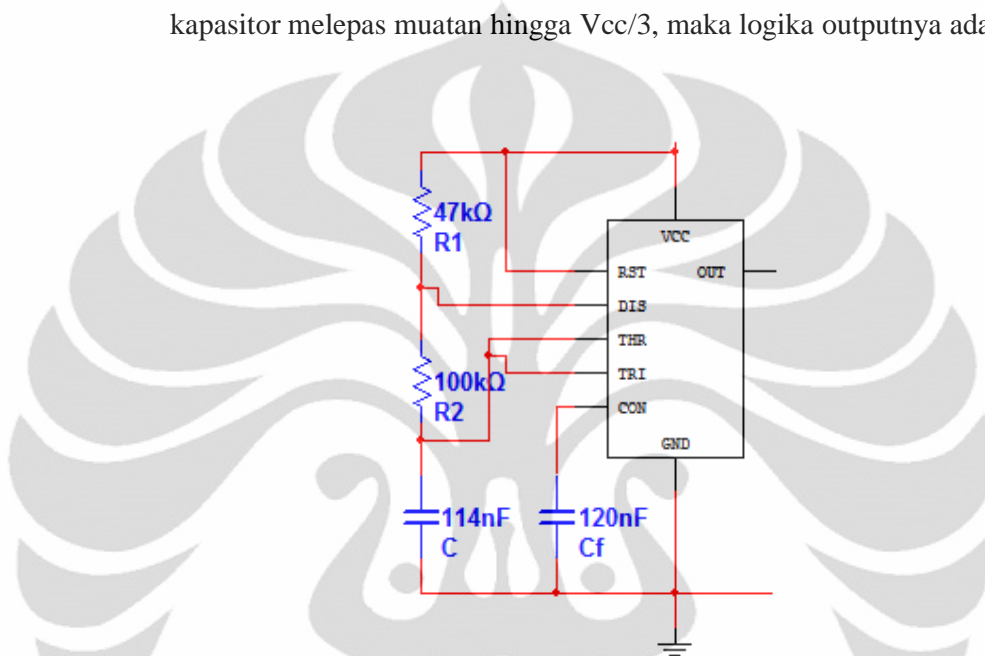 kapasitor melepas muatan hingga Vcc/3, maka logika outputnya
47kΩ
R1
VCC
RST OUT
DIS
THR
TRI
100kΩ
R2
CON
GND
114nF
C
120nF
Cf